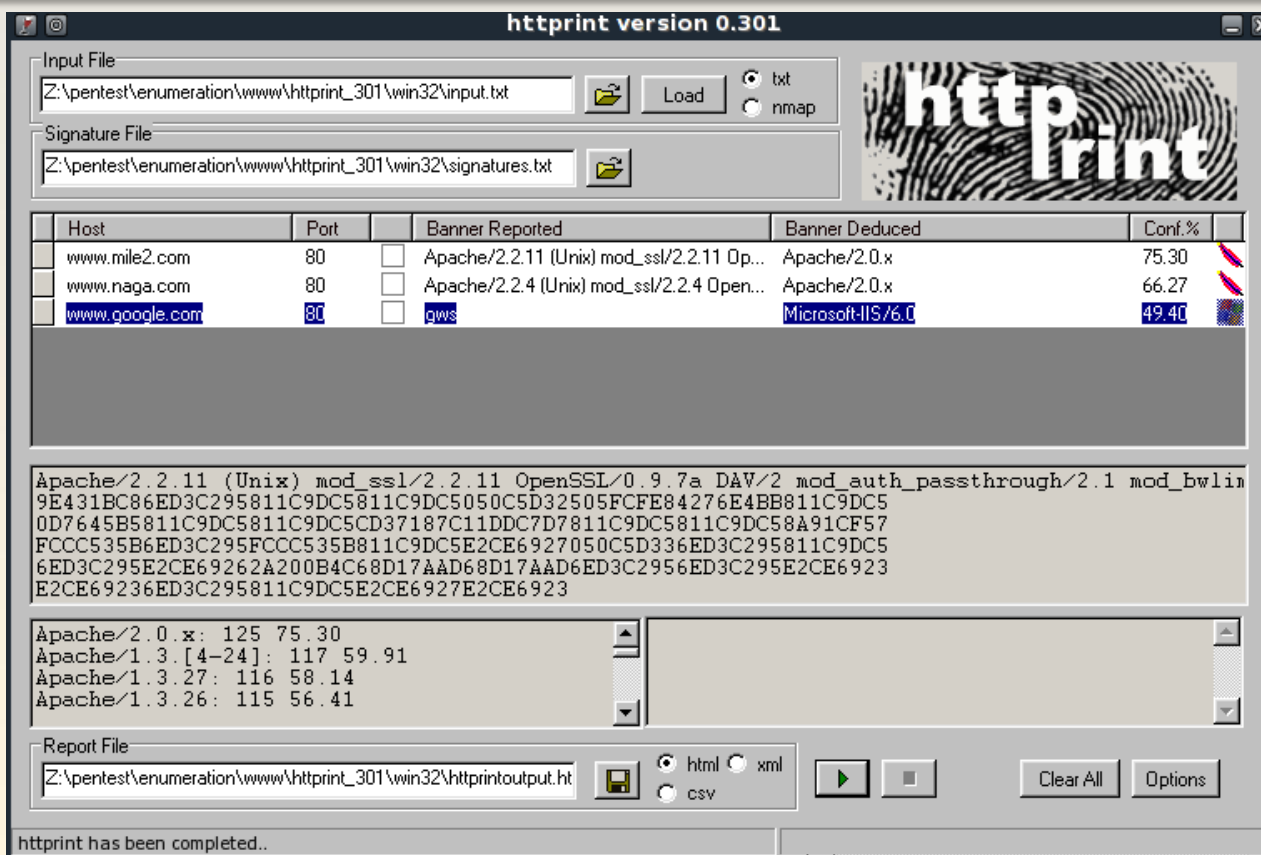 httprint version 0.301
Input File
Z:\pentest\enumeration\www\httprint_301\win32\input.txt
Load
txt
nmap
http
print
Signature File
Z:\pentest\enumeration\www\httprint_301\win32\signatures.txt
Host Port Banner Reported Banner Deduced Conf.%
www.mile2.com 80 Apache/2.2.11 (Unix) mod_ssl/2.2.11 Op... Apache/2.0.x 75.30
www.naga.com 80 Apache/2.2.4 (Unix) mod_ssl/2.2.4 Open... Apache/2.0.x 66.27
www.google.com 80 gws Microsoft-IIS/6.0 49.40
Apache/2.2.11 (Unix) mod_ssl/2.2.11 OpenSSL/0.9.7a DAV/2 mod_auth_passthrough/2.1 mod_bwlim
9E431BC86ED3C295811C9DC5811C9DC5050C5D32505FCFE84276E4BB811C9DC5
0D7645B5811C9DC5811C9DC5CD37187C11DDC7D7811C9DC5811C9DC58A91CF57
FCCC535B6ED3C295FCCC535B811C9DC5E2CE6927050C5D336ED3C295811C9DC5
6ED3C295E2CE69262A200B4C68D17AAD68D17AAD6ED3C2956ED3C295E2CE6923
E2CE69236ED3C295811C9DC5E2CE6927E2CE6923
Apache/2.0.x: 125 75.30
Apache/1.3.[4-24]: 117 59.91
Apache/1.3.27: 116 58.14
Apache/1.3.26: 115 56.41
Report File
Z:\pentest\enumeration\www\httprint_301\win32\httprintoutput.ht
html
xml
csv
Clear All
Options
httprint has been completed..